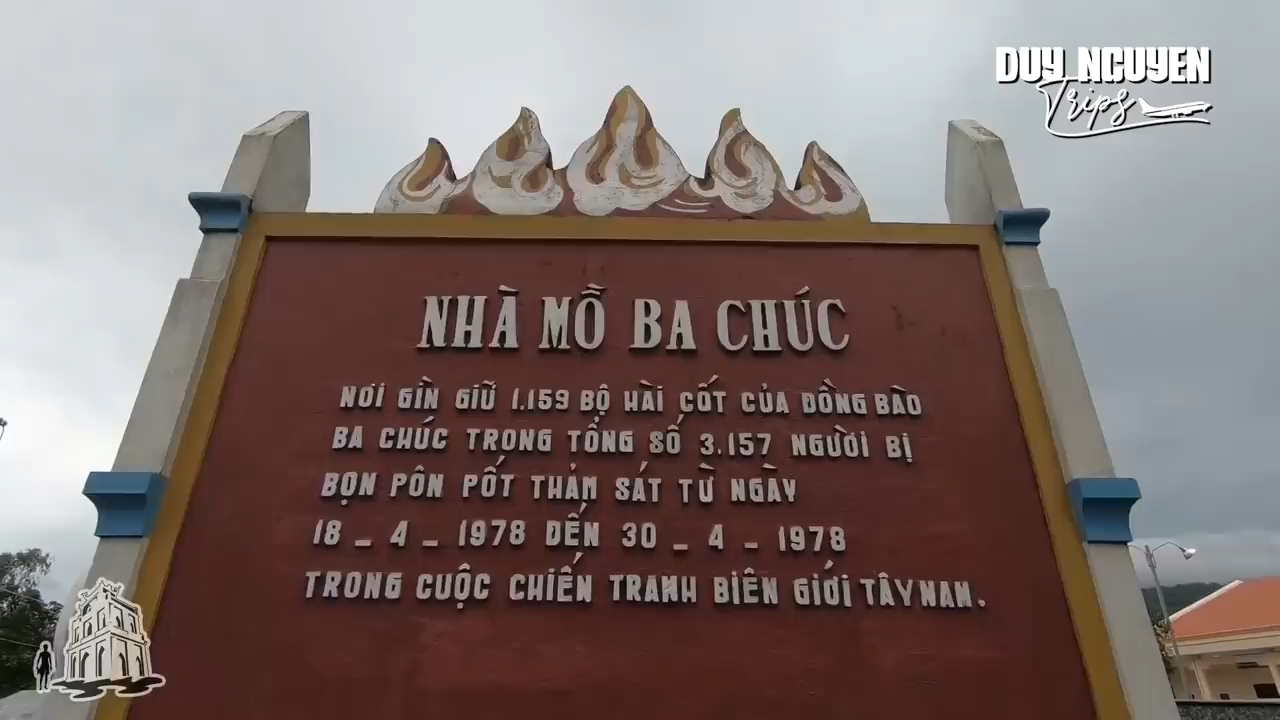 DUY NGUYEN
Trips
NHÀ MỒ BA CHÚC
NƠI GÌN GIỮ 1.159 BỘ HÀI CỐT CỦA ĐỒNG BÀO
BA CHÚC TRONG TỔNG SỐ 3.157 NGƯỜI BỊ
BỌN PÔN PỐT THẢM SÁT TỪ NGÀY
18 - 4 - 1978 ĐẾN 30 - 4 - 1978
TRONG CUỘC CHIẾN TRANH BIÊN GIỚI TÂY NAM.